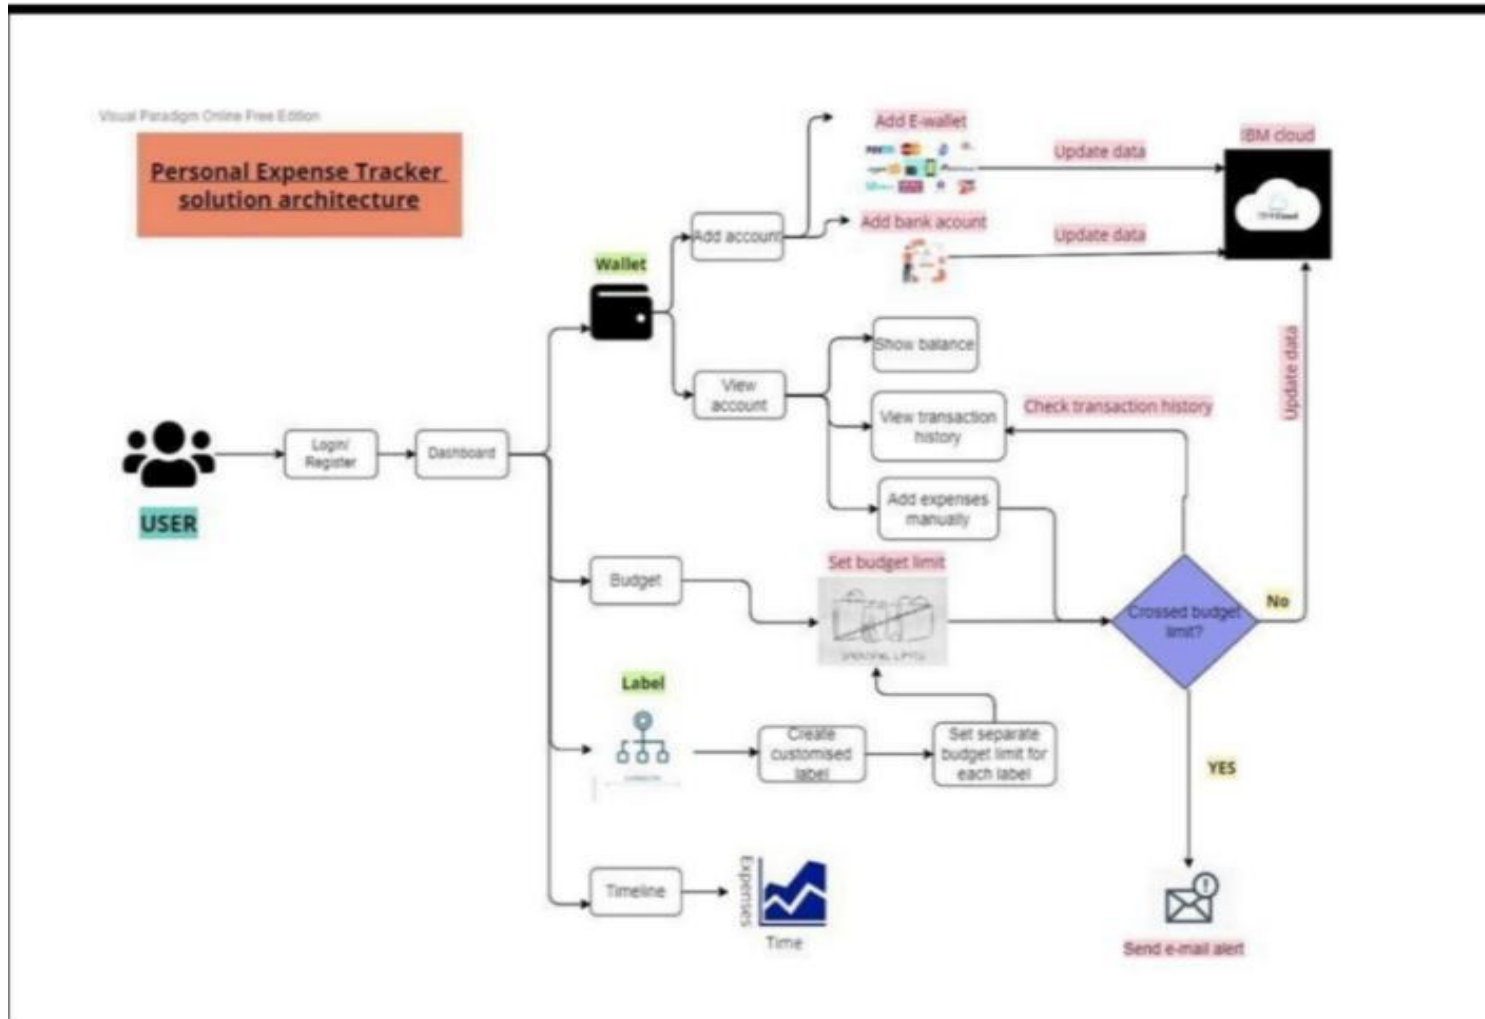 Visual Paradigm Online Free Edition
Personal Expense Tracker
solution architecture
Add E-wallet
Update data
IBM cloud
Add account
Add bank acount
Update data
Wallet
Show balance
Update data
View
account
View transaction
history
Check transaction history
Login/
Register
Dashboard
Add expenses
manually
USER
Set budget limit
Budget
Crossed budget
limit?
No
Label
Create
customised
label
Set separate
budget limit for
each label
YES
Timeline
Expenses
Time
Send e-mail alert